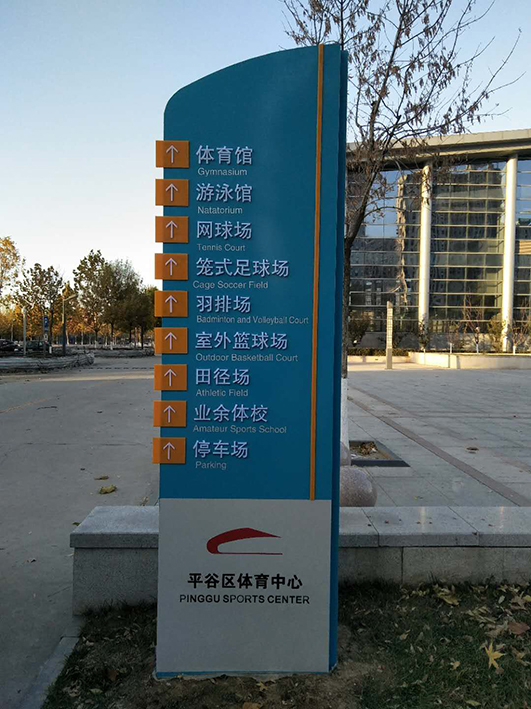 体育馆
Gymnasium
游泳馆
Natatorium
网球场
Tennis Court
笼式足球场
Cage Soccer Field
羽排场
Badminton and Volleyball Court
室外篮球场
Outdoor Basketball Court
田径场
Athletic Field
业余体校
Amateur Sports School
停车场
Parking
平谷区体育中心
PINGGU SPORTS CENTER